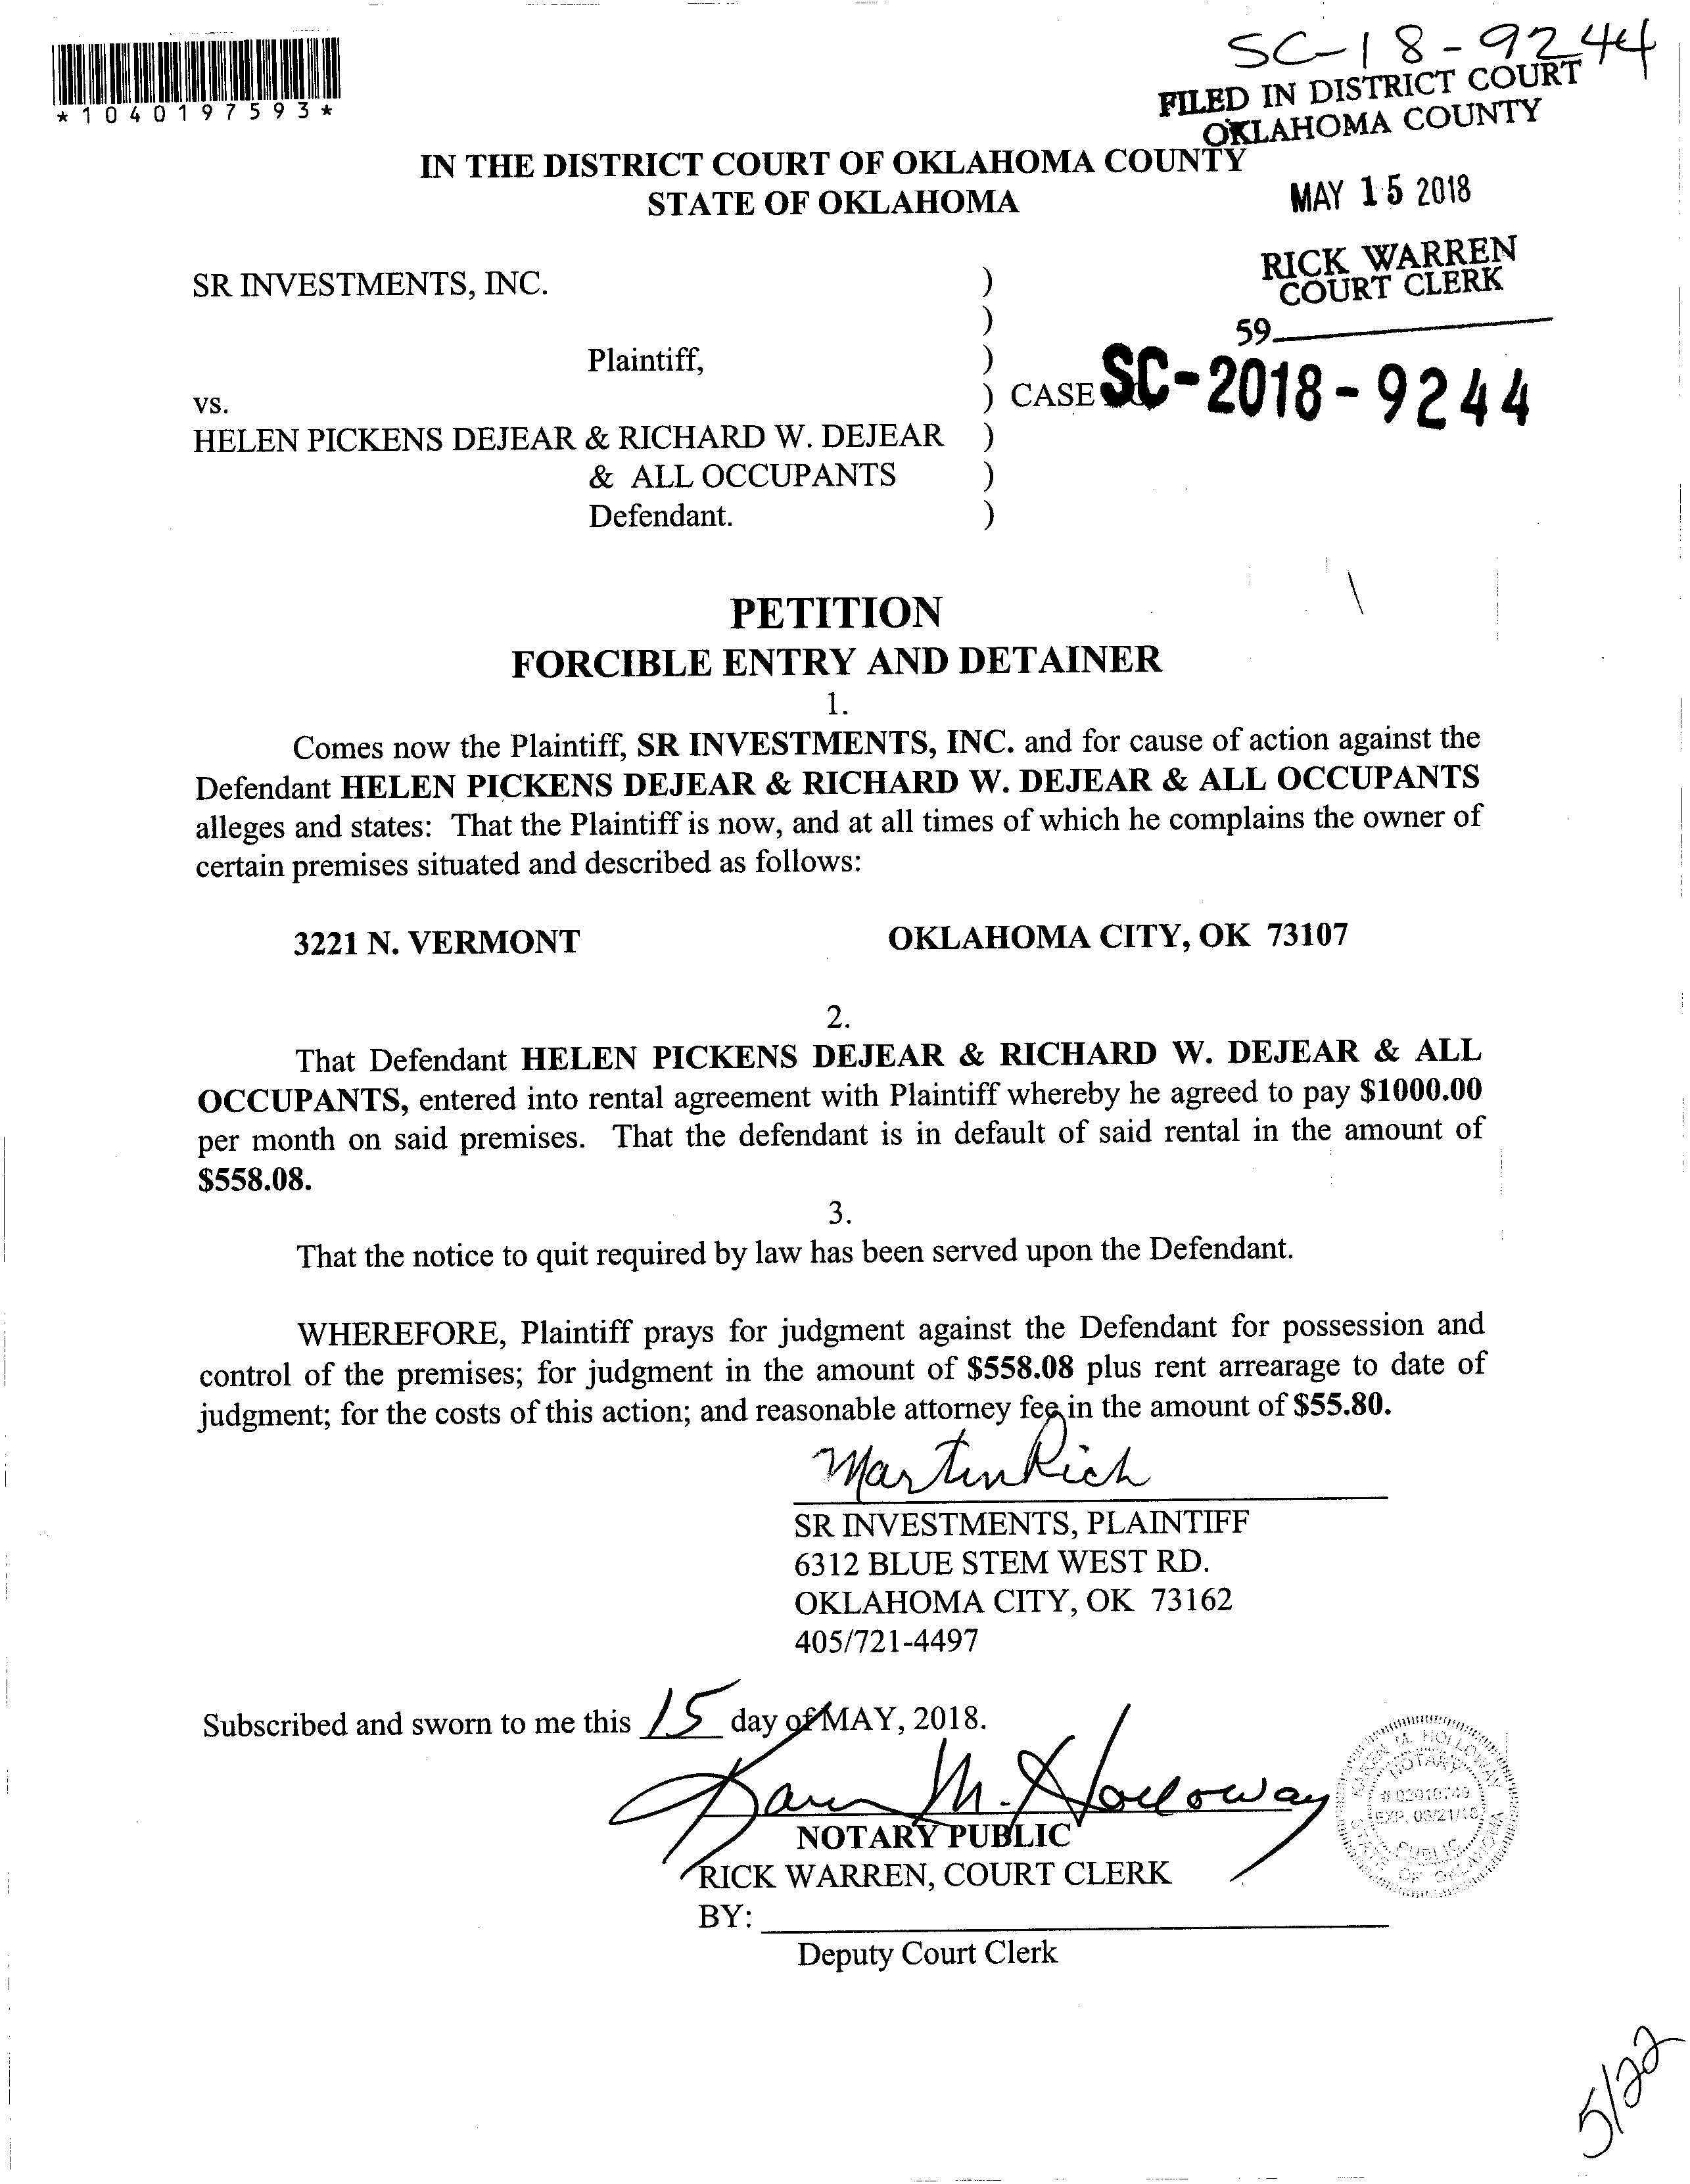 SC-18-9244
*1040197593*
FILED IN DISTRICT COURT
OKLAHOMA COUNTY
IN THE DISTRICT COURT OF OKLAHOMA COUNTY
STATE OF OKLAHOMA
MAY 15 2018
RICK WARREN
COURT CLERK
59
SR INVESTMENTS, INC. )
)
Plaintiff, )
vs. ) CASE SC-2018-9244
HELEN PICKENS DEJEAR & RICHARD W. DEJEAR )
& ALL OCCUPANTS )
Defendant. )
PETITION
FORCIBLE ENTRY AND DETAINER
1.
Comes now the Plaintiff, SR INVESTMENTS, INC. and for cause of action against the
Defendant HELEN PICKENS DEJEAR & RICHARD W. DEJEAR & ALL OCCUPANTS
alleges and states: That the Plaintiff is now, and at all times of which he complains the owner of
certain premises situated and described as follows:
3221 N. VERMONT OKLAHOMA CITY, OK 73107
2.
That Defendant HELEN PICKENS DEJEAR & RICHARD W. DEJEAR & ALL
OCCUPANTS, entered into rental agreement with Plaintiff whereby he agreed to pay $1000.00
per month on said premises. That the defendant is in default of said rental in the amount of
$558.08.
3.
That the notice to quit required by law has been served upon the Defendant.
WHEREFORE, Plaintiff prays for judgment against the Defendant for possession and
control of the premises; for judgment in the amount of $558.08 plus rent arrearage to date of
judgment; for the costs of this action; and reasonable attorney fee in the amount of $55.80.
Martin Rich
SR INVESTMENTS, PLAINTIFF
6312 BLUE STEM WEST RD.
OKLAHOMA CITY, OK 73162
405/721-4497
Subscribed and sworn to me this 15 day of MAY, 2018.
Karen M. Holloway
NOTARY PUBLIC
KAREN M. HOLLOWAY
NOTARY
PUBLIC
STATE OF OKLAHOMA
RICK WARREN, COURT CLERK
BY:
Deputy Court Clerk
5/22